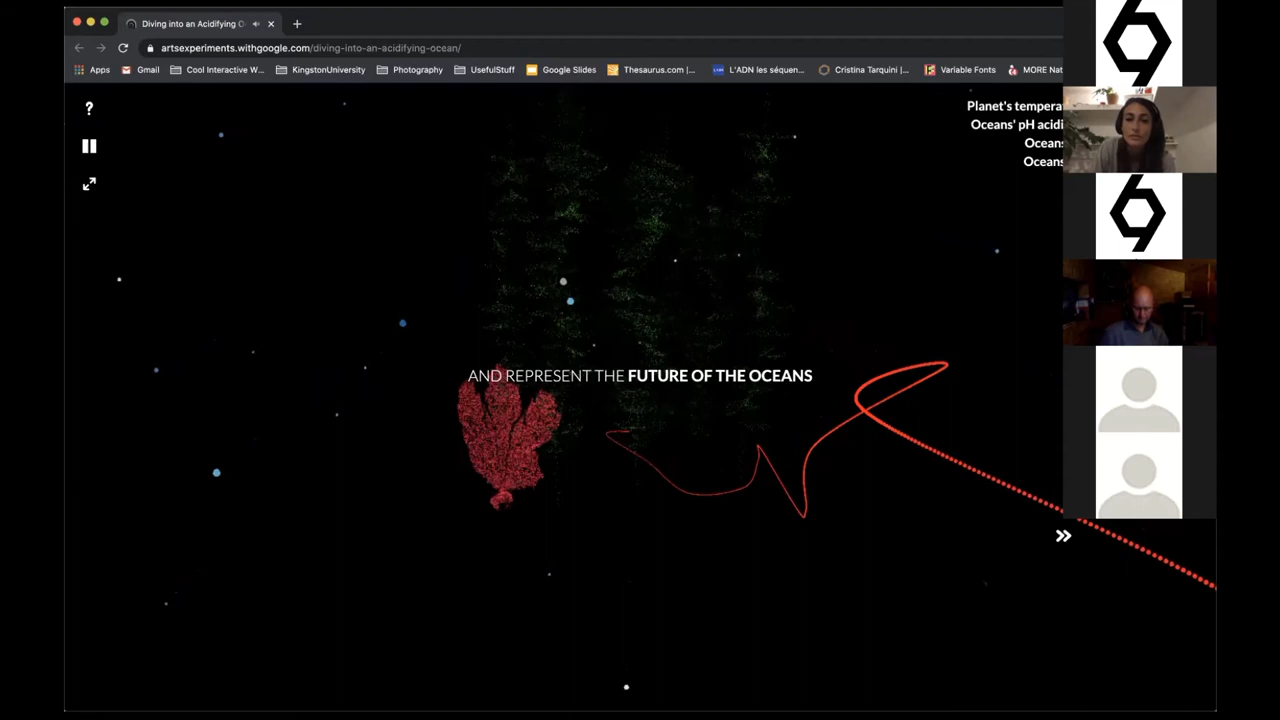 Diving into an Acidifying O
artsexperiments.withgoogle.com/diving-into-an-acidifying-ocean/
Apps Gmail Cool Interactive W... KingstonUniversity Photography UsefulStuff Google Slides Thesaurus.com |... L'ADN les séquen... Cristina Tarquini |... Variable Fonts MORE Nat
?
Planet's tempera
Oceans' pH acidi
Oceans
Oceans
AND REPRESENT THE FUTURE OF THE OCEANS